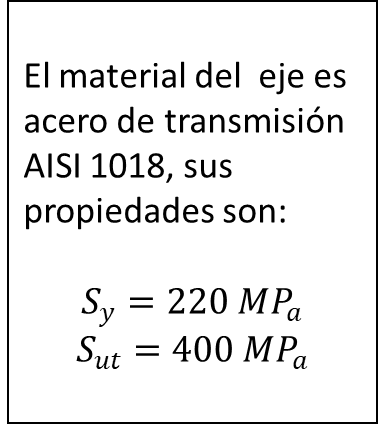 El material del  eje es
acero de transmisión
AISI 1018, sus
propiedades son:
S_y = 220 MP_a
S_ut = 400 MP_a